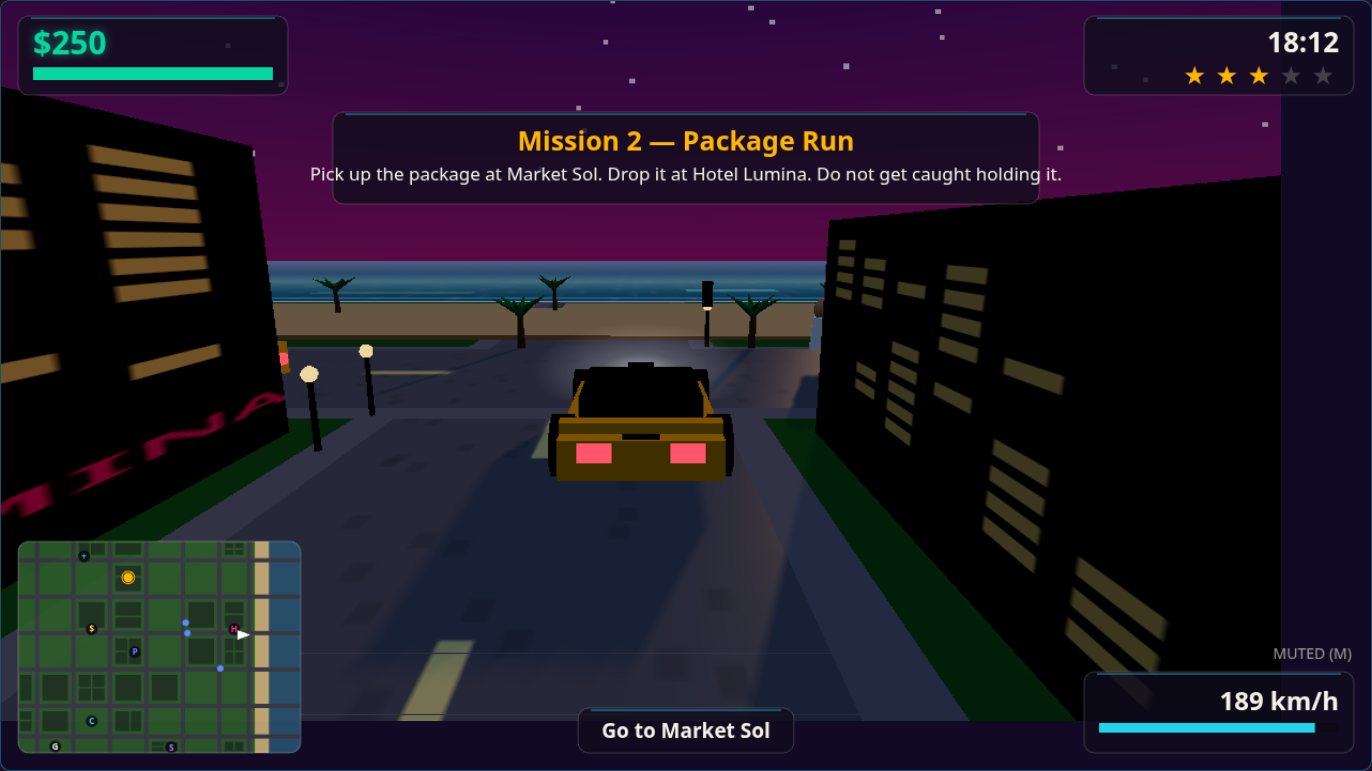 $250
18:12
Mission 2 — Package Run
Pick up the package at Market Sol. Drop it at Hotel Lumina. Do not get caught holding it.
INA
$
H
P
C
G
S
MUTED (M)
189 km/h
Go to Market Sol